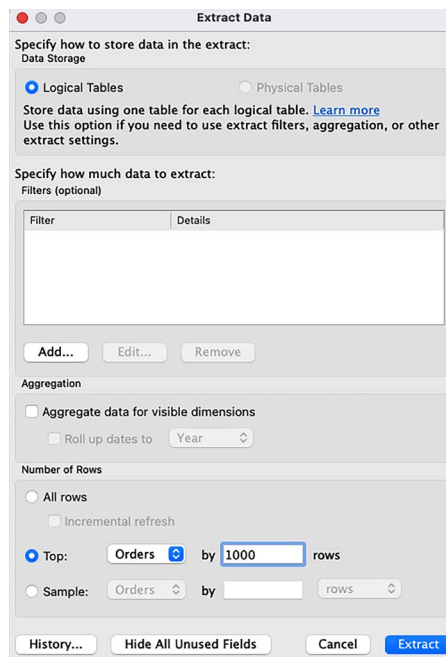 Extract Data
Specify how to store data in the extract:
Data Storage
Logical Tables Physical Tables
Store data using one table for each logical table. Learn more
Use this option if you need to use extract filters, aggregation, or other
extract settings.
Specify how much data to extract:
Filters (optional)
Filter Details
Add... Edit... Remove
Aggregation
Aggregate data for visible dimensions
Roll up dates to Year
Number of Rows
All rows
Incremental refresh
Top: Orders by 1000 rows
Sample: Orders by rows
History... Hide All Unused Fields Cancel Extract